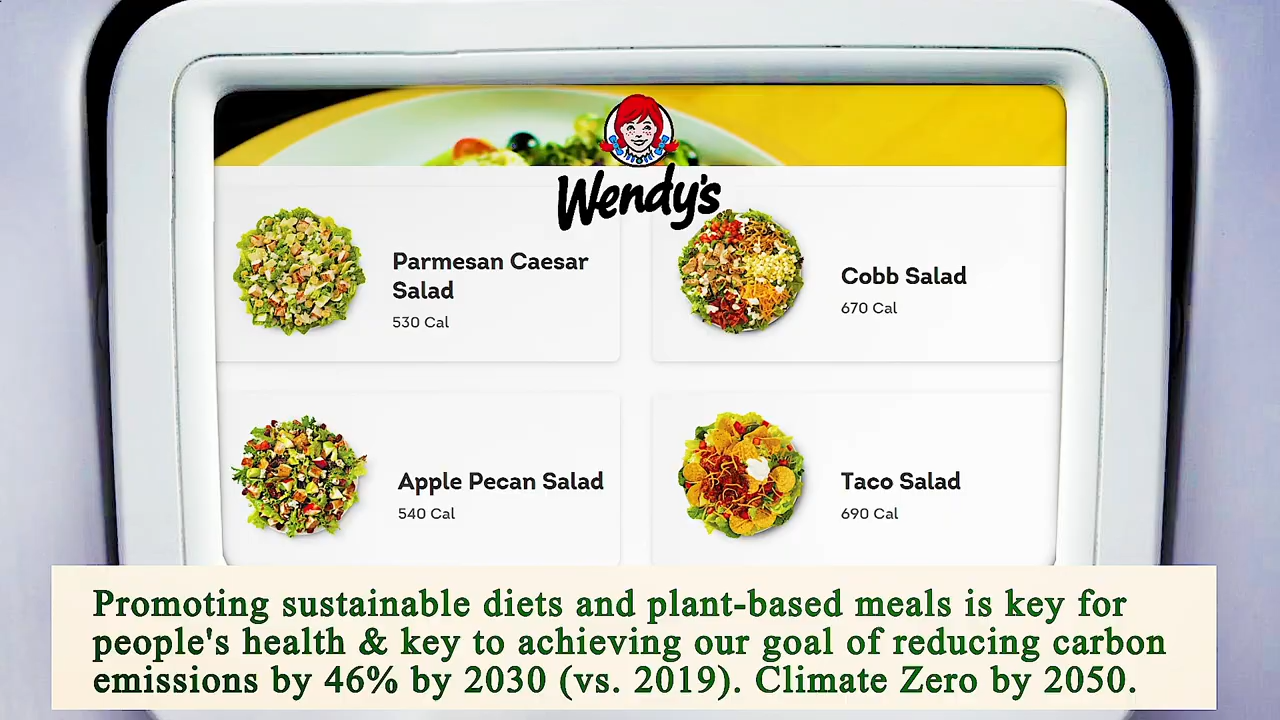 Wendy's
Parmesan Caesar
Salad
530 Cal
Cobb Salad
670 Cal
Apple Pecan Salad
540 Cal
Taco Salad
690 Cal
Promoting sustainable diets and plant-based meals is key for
people's health & key to achieving our goal of reducing carbon
emissions by 46% by 2030 (vs. 2019). Climate Zero by 2050.